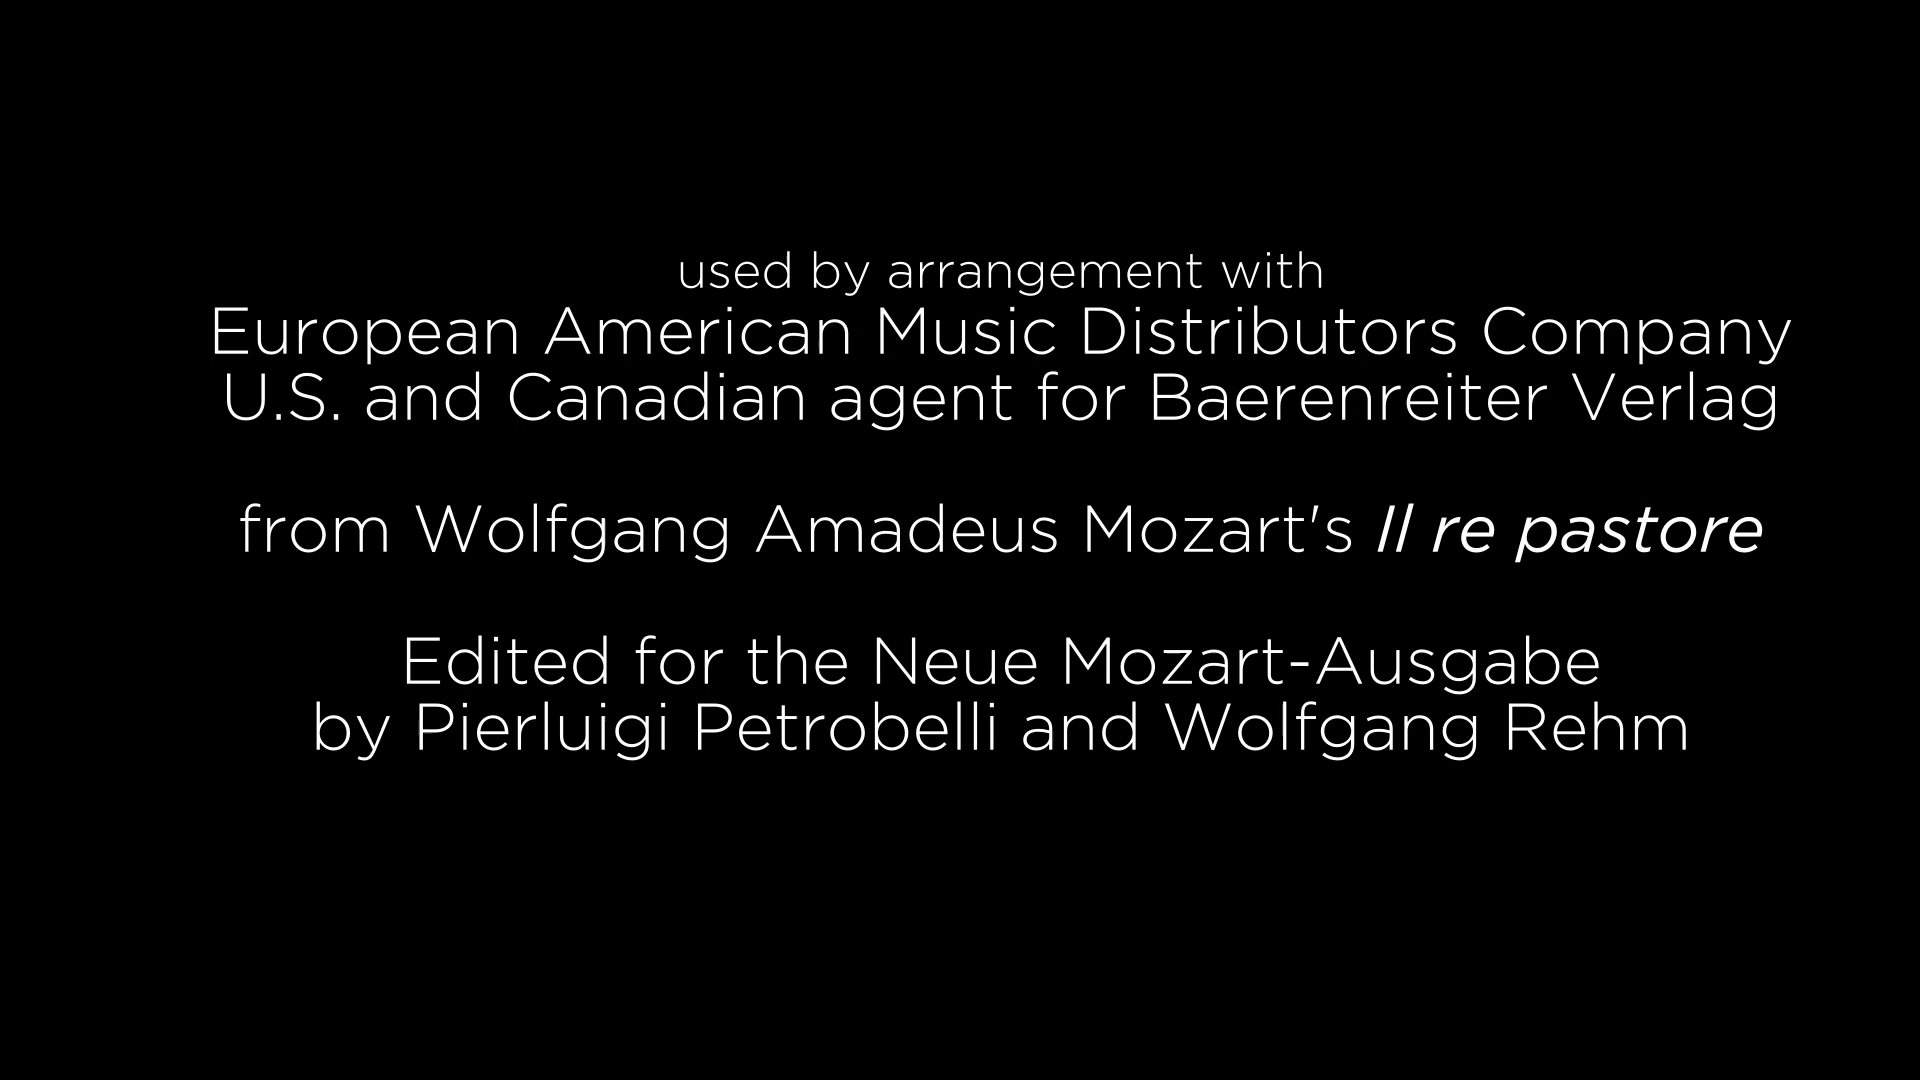 used by arrangement with
European American Music Distributors Company
U.S. and Canadian agent for Baerenreiter Verlag
from Wolfgang Amadeus Mozart's Il re pastore
Edited for the Neue Mozart-Ausgabe
by Pierluigi Petrobelli and Wolfgang Rehm